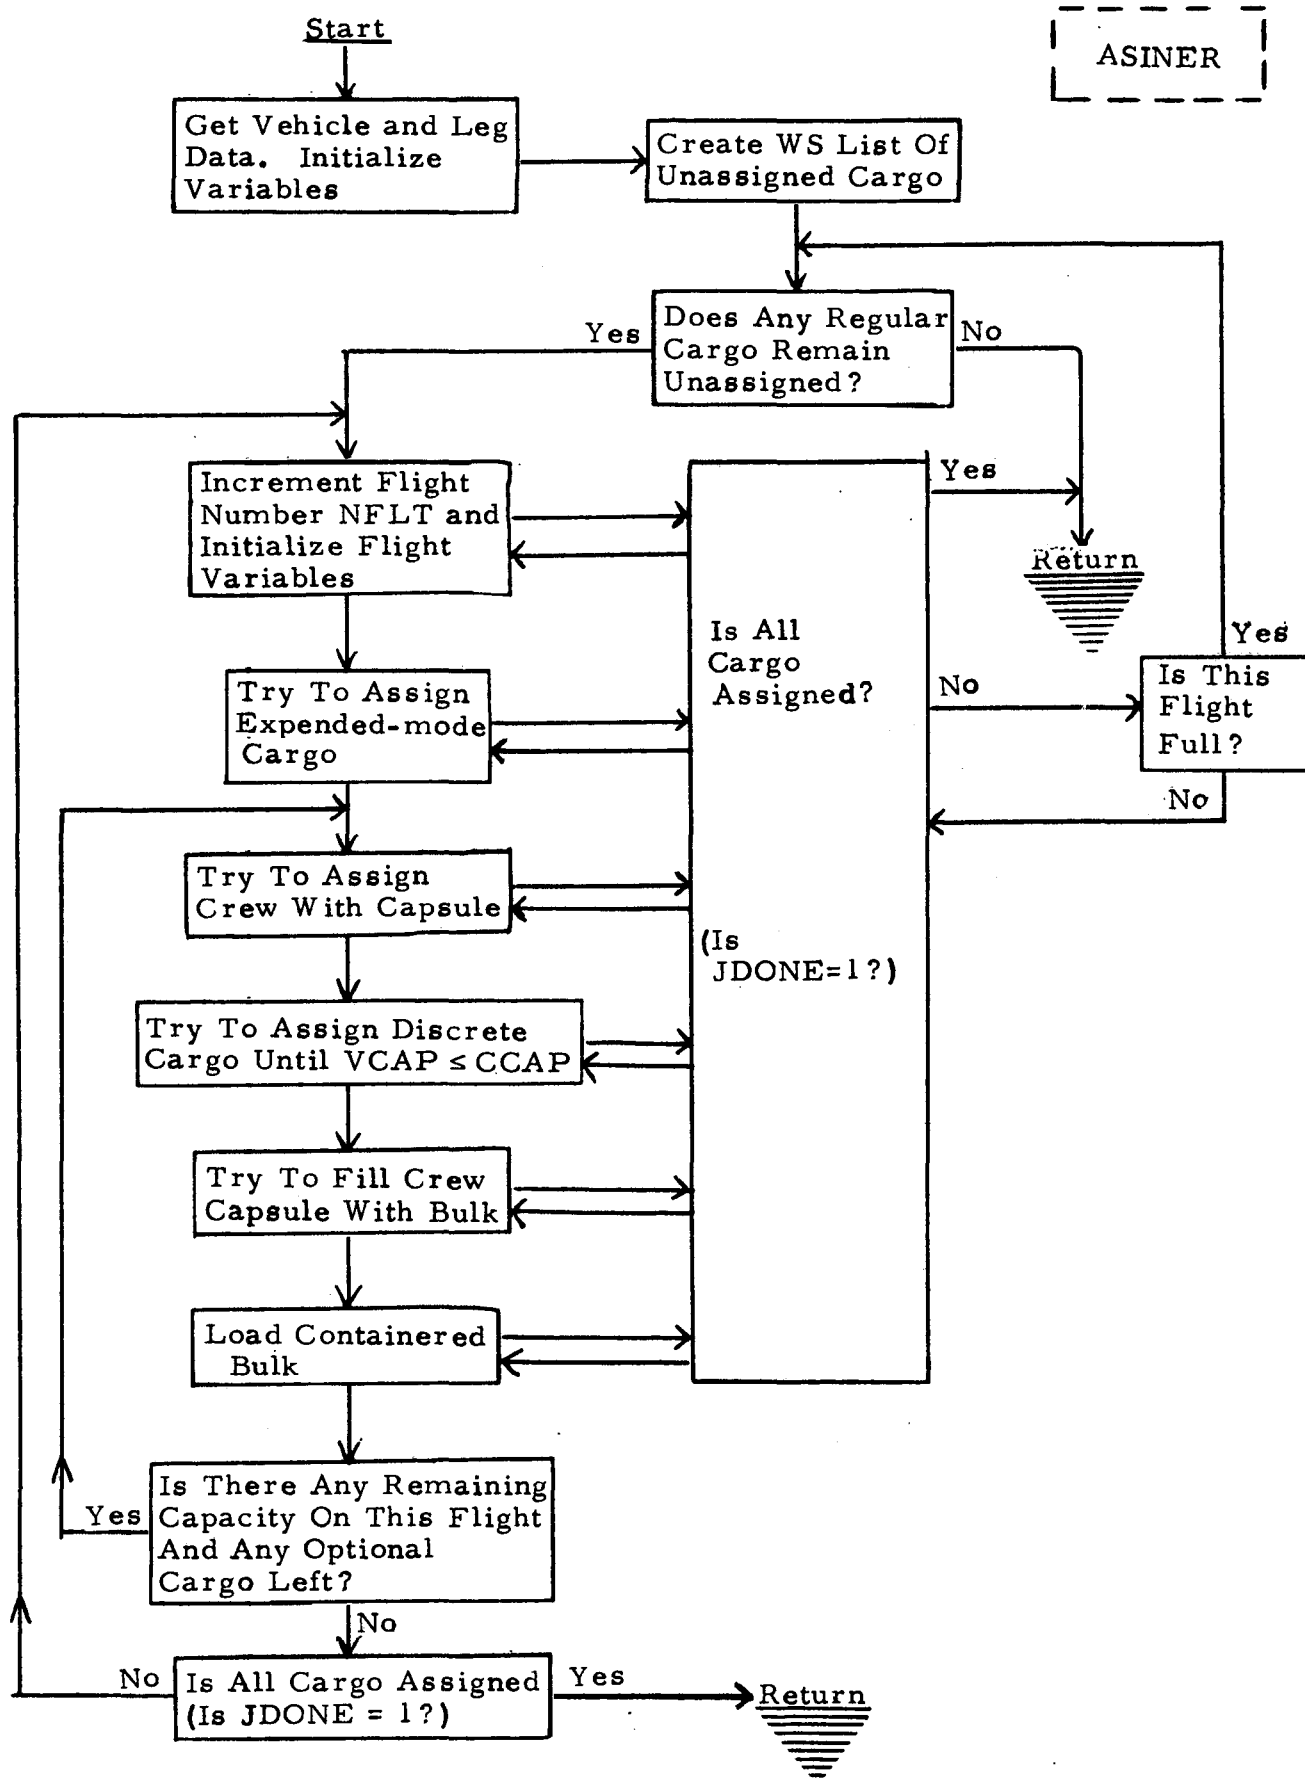 Start
ASINER
Get Vehicle and Leg
Data. Initialize
Variables
Create WS List Of
Unassigned Cargo
Does Any Regular
Cargo Remain
Unassigned?
Yes
No
Increment Flight
Number NFLT and
Initialize Flight
Variables
Yes
Return
Is All
Cargo
Assigned?
No
Yes
Is This
Flight
Full?
No
Try To Assign
Expended-mode
Cargo
Try To Assign
Crew With Capsule
(Is
JDONE=1?)
Try To Assign Discrete
Cargo Until VCAP ≤ CCAP
Try To Fill Crew
Capsule With Bulk
Load Containered
Bulk
Is There Any Remaining
Capacity On This Flight
And Any Optional
Cargo Left?
Yes
No
Is All Cargo Assigned
(Is JDONE = 1?)
No
Yes
Return